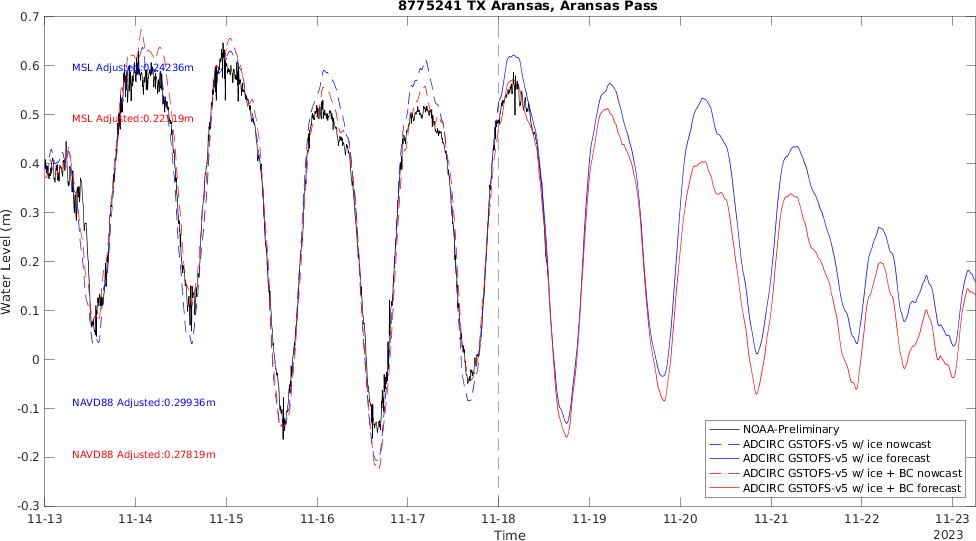 8775241 TX Aransas, Aransas Pass
0.7
0.6
0.5
0.4
0.3
0.2
0.1
0
-0.1
-0.2
-0.3
Water Level (m)
MSL Adjusted:0.24236m
MSL Adjusted:0.22119m
NAVD88 Adjusted:0.29936m
NAVD88 Adjusted:0.27819m
NOAA-Preliminary
ADCIRC GSTOFS-v5 w/ ice nowcast
ADCIRC GSTOFS-v5 w/ ice forecast
ADCIRC GSTOFS-v5 w/ ice + BC nowcast
ADCIRC GSTOFS-v5 w/ ice + BC forecast
11-13 11-14 11-15 11-16 11-17 11-18 11-19 11-20 11-21 11-22 11-23
2023
Time